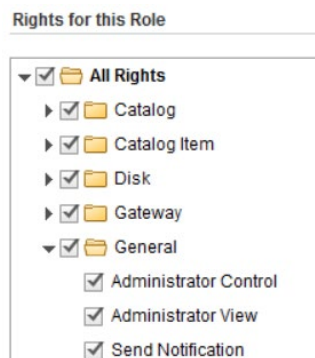 Rights for this Role
All Rights
Catalog
Catalog Item
Disk
Gateway
General
Administrator Control
Administrator View
Send Notification